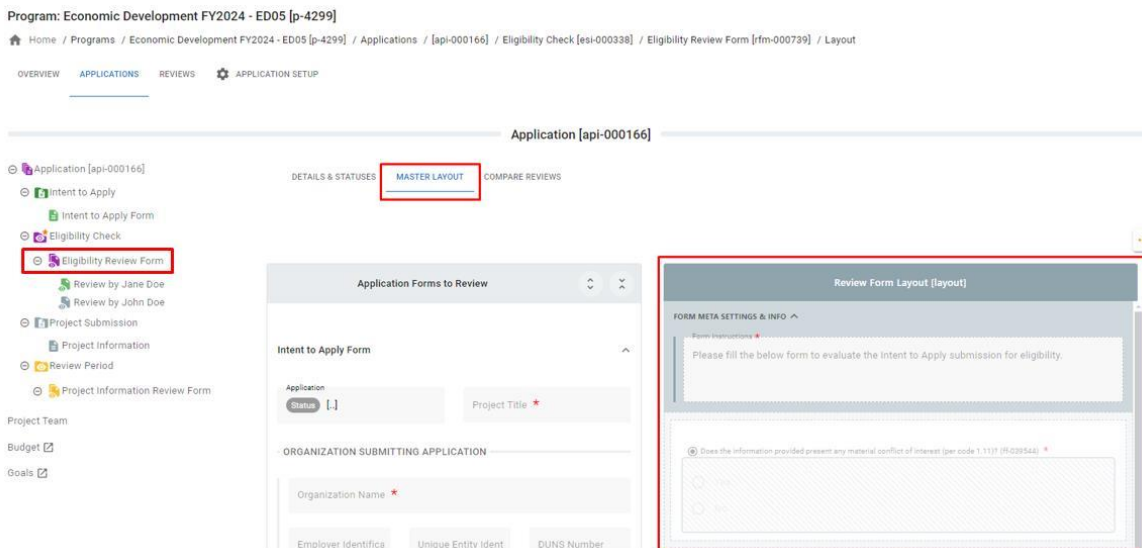 Program: Economic Development FY2024 - ED05 [p-4299]
Home / Programs / Economic Development FY2024 - ED05 [p-4299] / Applications / [api-000166] / Eligibility Check [esi-000338] / Eligibility Review Form [rfm-000739] / Layout
OVERVIEW APPLICATIONS REVIEWS APPLICATION SETUP
Application [api-000166]
Application [api-000166]
Intent to Apply
Intent to Apply Form
Eligibility Check
Eligibility Review Form
Review by Jane Doe
Review by John Doe
Project Submission
Project Information
Review Period
Project Information Review Form
Project Team
Budget
Goals
DETAILS & STATUSES MASTER LAYOUT COMPARE REVIEWS
Application Forms to Review
Intent to Apply Form
Application
Status [..]
Project Title *
ORGANIZATION SUBMITTING APPLICATION
Organization Name *
Employer Identifica Unique Entity Ident DUNS Number
Review Form Layout [layout]
FORM META SETTINGS & INFO
Form Instructions *
Please fill the below form to evaluate the Intent to Apply submission for eligibility.
Does the information provided present any material conflict of interest (per code 1.11)? [ff-029544] *